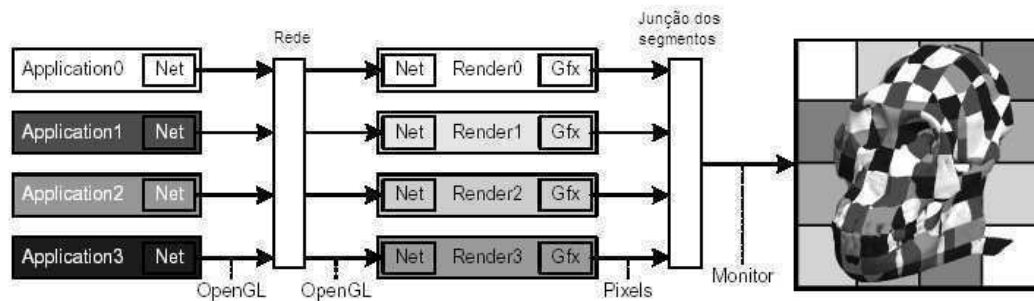 Rede
Junção dos
segmentos
Application0 Net
Net Render0 Gfx
Application1 Net
Net Render1 Gfx
Application2 Net
Net Render2 Gfx
Application3 Net
Net Render3 Gfx
OpenGL
OpenGL
Pixels
Monitor